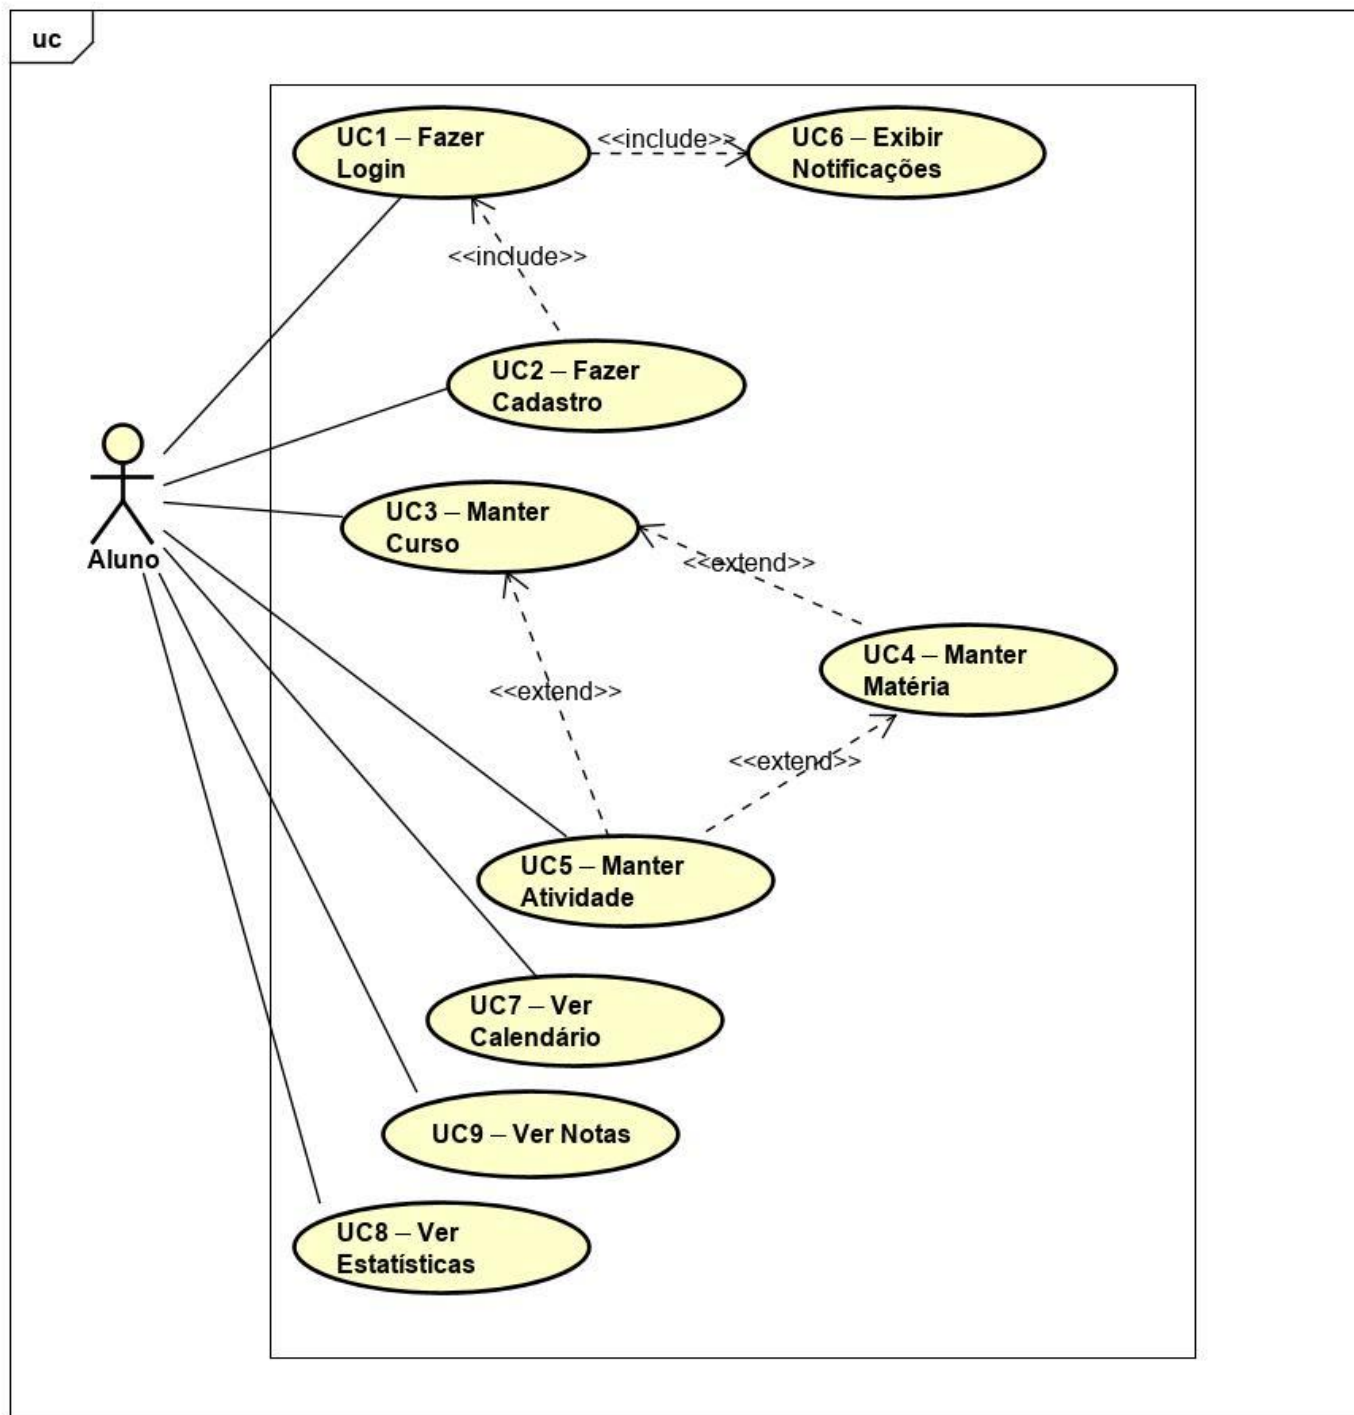 uc
UC1 – Fazer
Login
<<include>>
UC6 – Exibir
Notificações
<<include>>
UC2 – Fazer
Cadastro
UC3 – Manter
Curso
Aluno
<<extend>>
UC4 – Manter
Matéria
<<extend>>
<<extend>>
UC5 – Manter
Atividade
UC7 – Ver
Calendário
UC9 – Ver Notas
UC8 – Ver
Estatísticas